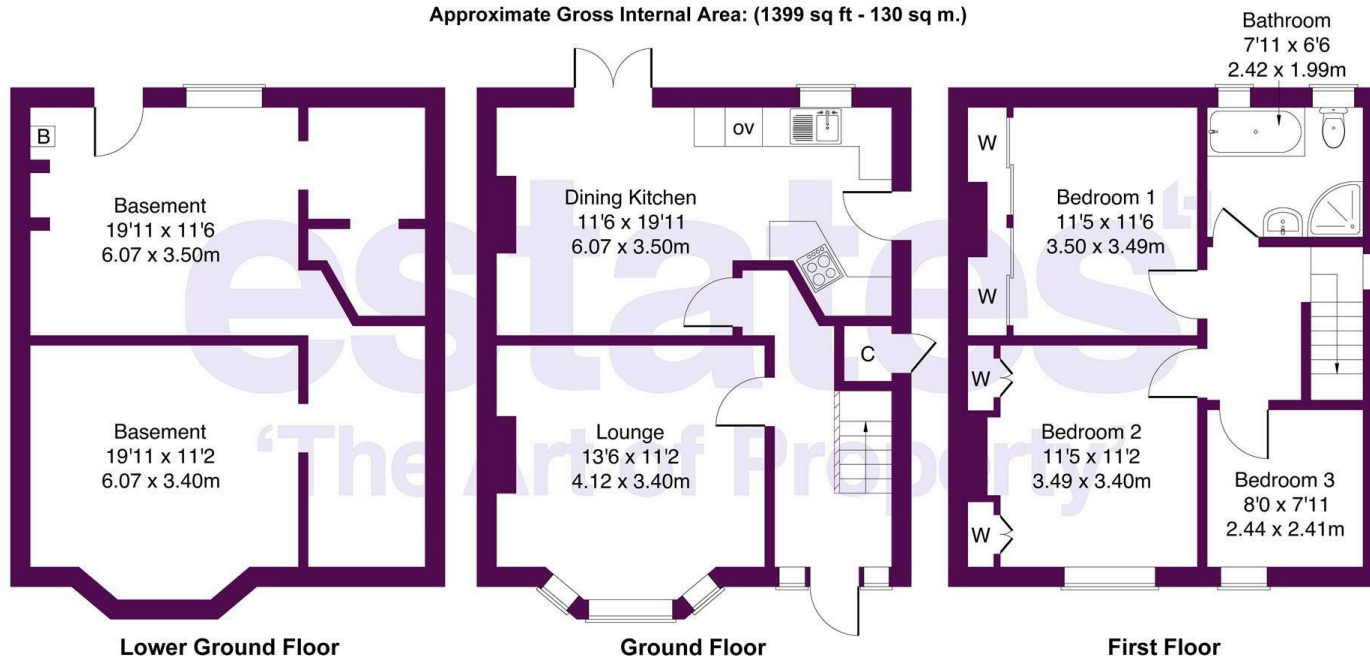 Approximate Gross Internal Area: (1399 sq ft - 130 sq m.)
B
Basement
19'11 x 11'6
6.07 x 3.50m
Basement
19'11 x 11'2
6.07 x 3.40m
Lower Ground Floor
ov
Dining Kitchen
11'6 x 19'11
6.07 x 3.50m
C
Lounge
13'6 x 11'2
4.12 x 3.40m
Ground Floor
Bathroom
7'11 x 6'6
2.42 x 1.99m
W
Bedroom 1
11'5 x 11'6
3.50 x 3.49m
W
W
Bedroom 2
11'5 x 11'2
3.49 x 3.40m
W
Bedroom 3
8'0 x 7'11
2.44 x 2.41m
First Floor
estates
'The Art of Property'